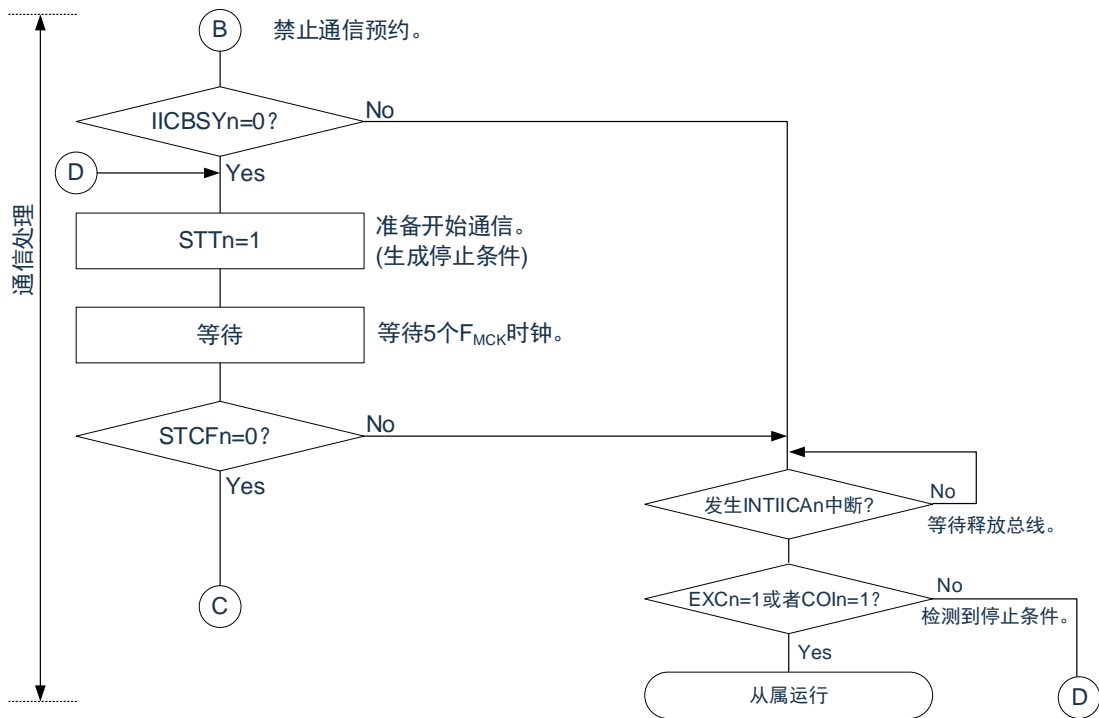 B
禁止通信预约。
IICBSYn=0?
No
D
Yes
STTn=1
准备开始通信。
(生成停止条件)
通信处理
等待
等待5个FMCK时钟。
STCFn=0?
No
Yes
发生INTIICAn中断?
No
等待释放总线。
C
EXCn=1或者COIn=1?
No
检测到停止条件。
Yes
从属运行
D